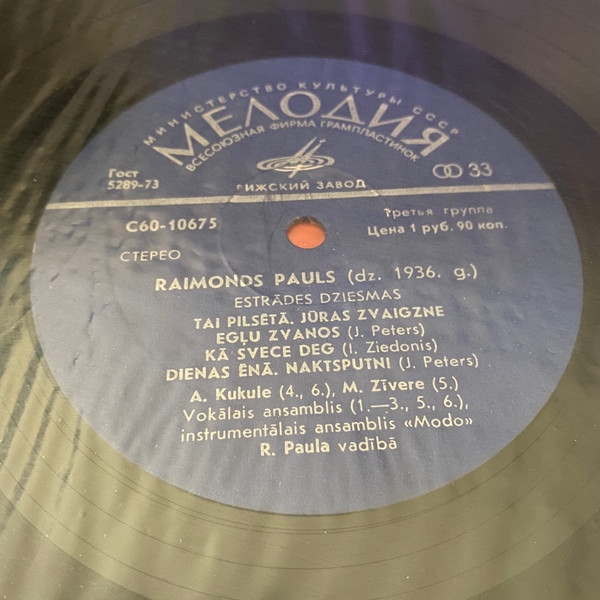 МИНИСТЕРСТВО КУЛЬТУРЫ СССР
МЕЛОДИЯ
ВСЕСОЮЗНАЯ ФИРМА ГРАМПЛАСТИНОК
Гост
5289-73
33
РИЖСКИЙ ЗАВОД
С60-10675
Третья группа
Цена 1 руб. 90 коп.
СТЕРЕО
RAIMONDS PAULS (dz. 1936. g.)
ESTRĀDES DZIESMAS
TAI PILSĒTĀ. JŪRAS ZVAIGZNE
EGĻU ZVANOS (J. Peters)
KĀ SVECE DEG (I. Ziedonis)
DIENAS ĒNĀ. NAKTSPUTNI (J. Peters)
A. Kukule (4., 6.), M. Zīvere (5.)
Vokālais ansamblis (1.—3., 5., 6.),
instrumentālais ansamblis «Modo»
R. Paula vadībā